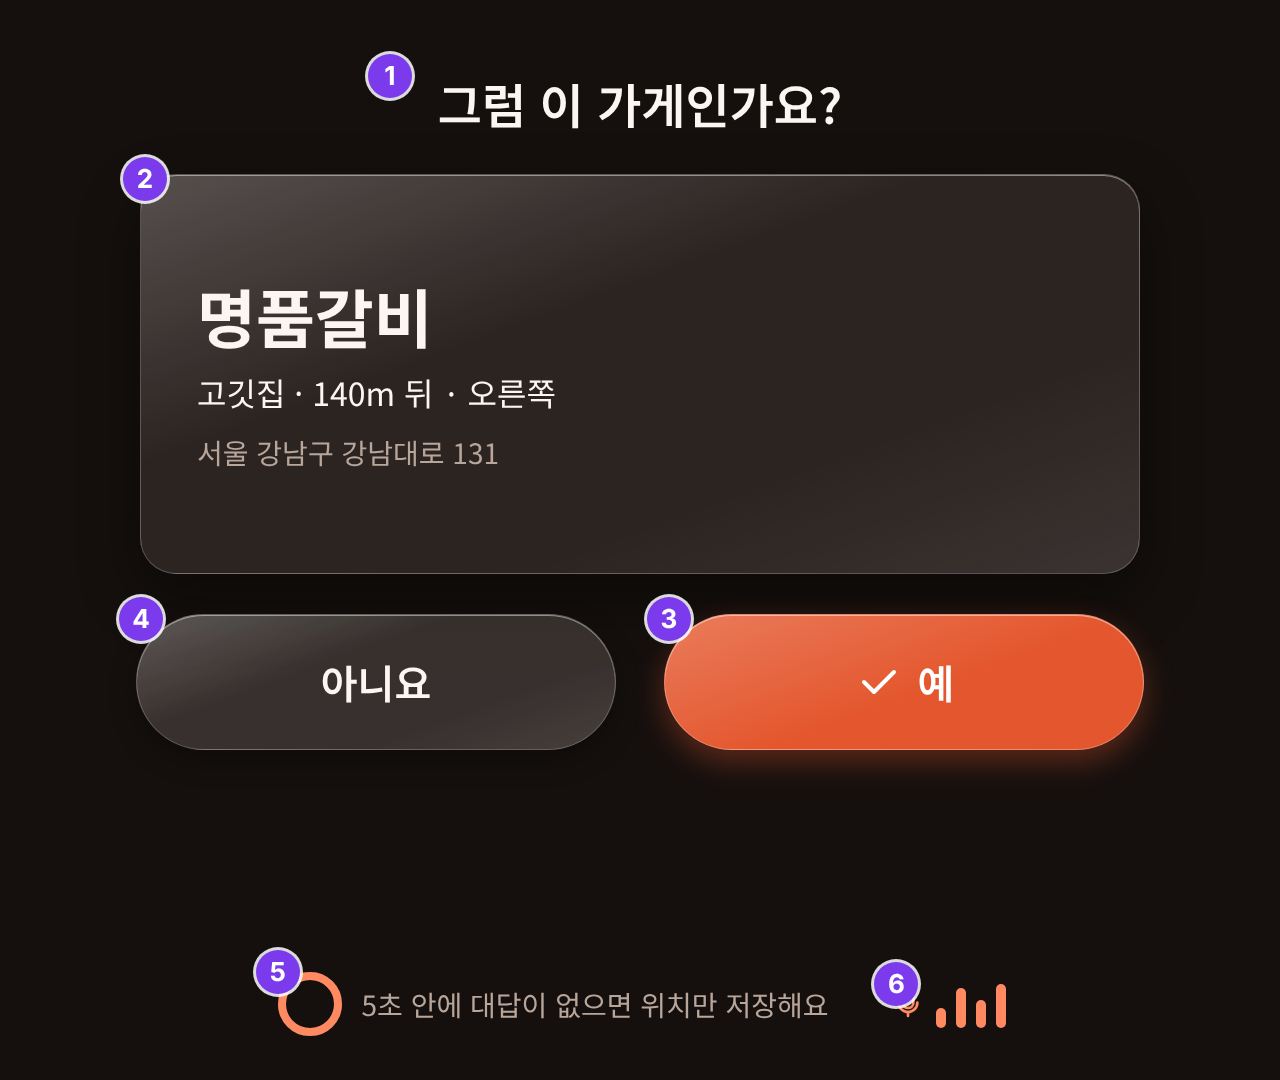 1
그럼 이 가게인가요?
2
명품갈비
고깃집 · 140m 뒤 · 오른쪽
서울 강남구 강남대로 131
4
아니요
3
예
5
5초 안에 대답이 없으면 위치만 저장해요
6